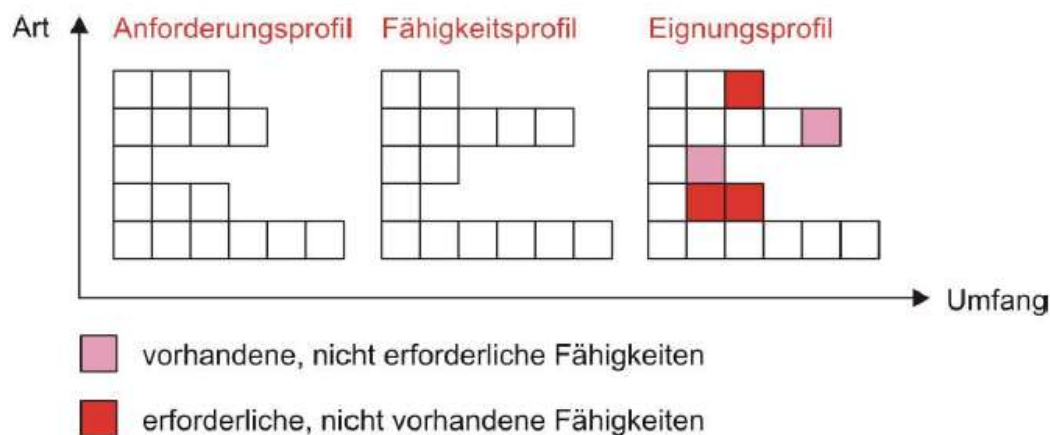 Art
Anforderungsprofil
Fähigkeitsprofil
Eignungsprofil
Umfang
vorhandene, nicht erforderliche Fähigkeiten
erforderliche, nicht vorhandene Fähigkeiten